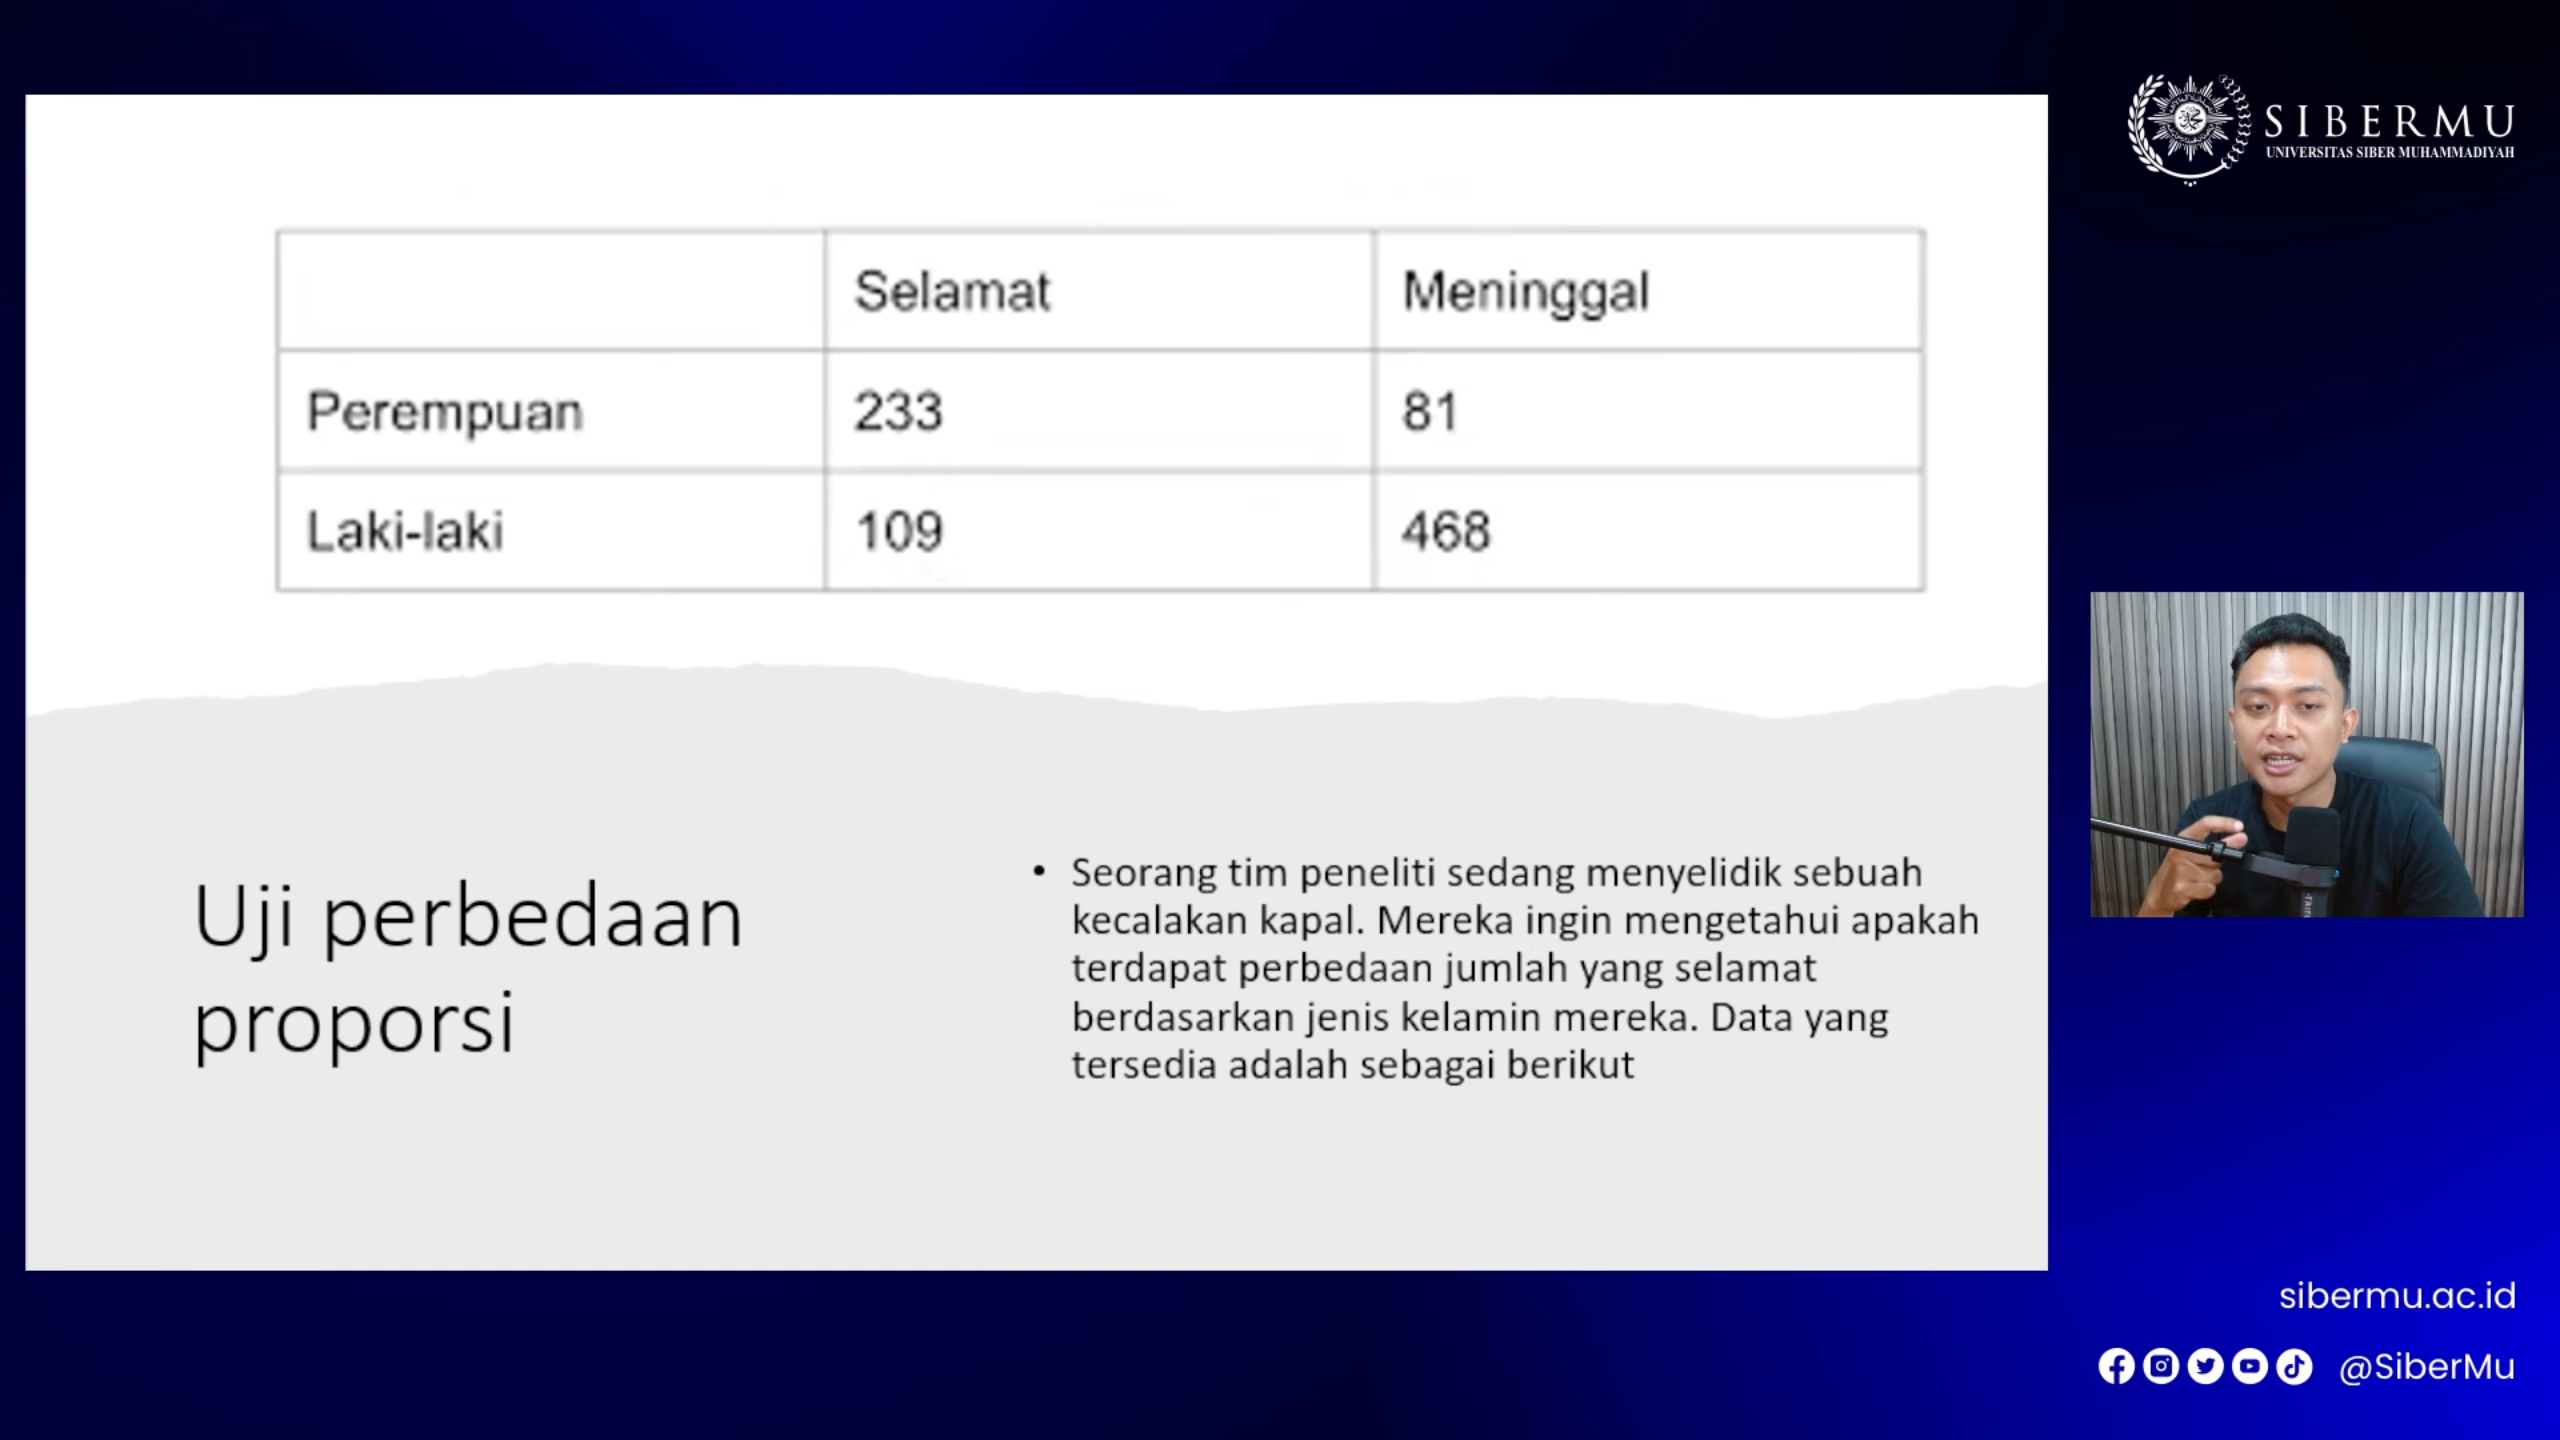 SIBERMU
UNIVERSITAS SIBER MUHAMMADIYAH
Selamat Meninggal
Perempuan 233 81
Laki-laki 109 468
Uji perbedaan
proporsi
• Seorang tim peneliti sedang menyelidik sebuah
kecalakan kapal. Mereka ingin mengetahui apakah
terdapat perbedaan jumlah yang selamat
berdasarkan jenis kelamin mereka. Data yang
tersedia adalah sebagai berikut
sibermu.ac.id
@SiberMu